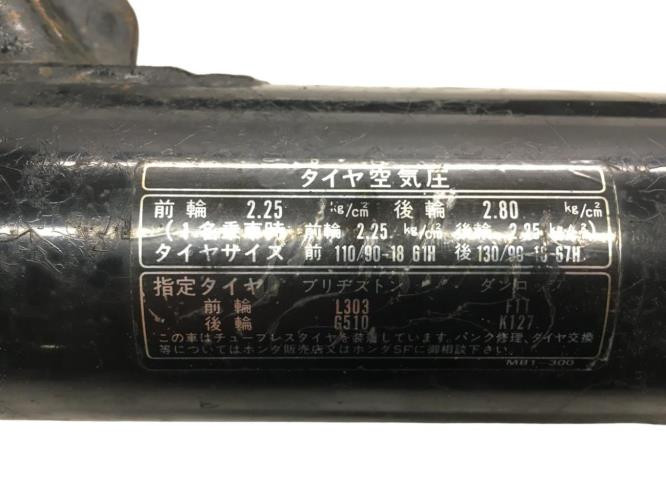 タイヤ空気圧
前輪 2.25 kg/cm² 後輪 2.80 kg/cm²
(1名乗車時 前輪 2.25 kg/cm² 後輪 2.25 kg/cm²)
タイヤサイズ 前 110/90-18 61H 後 130/90-18 67H
指定タイヤ ブリヂストン ダンロップ
前輪 L303 F11
後輪 G510 K127
この車はチューブレスタイヤを装着しています。パンク修理、タイヤ交換
等についてはホンダ販売店又はホンダSFに御相談下さい。
MB1-300